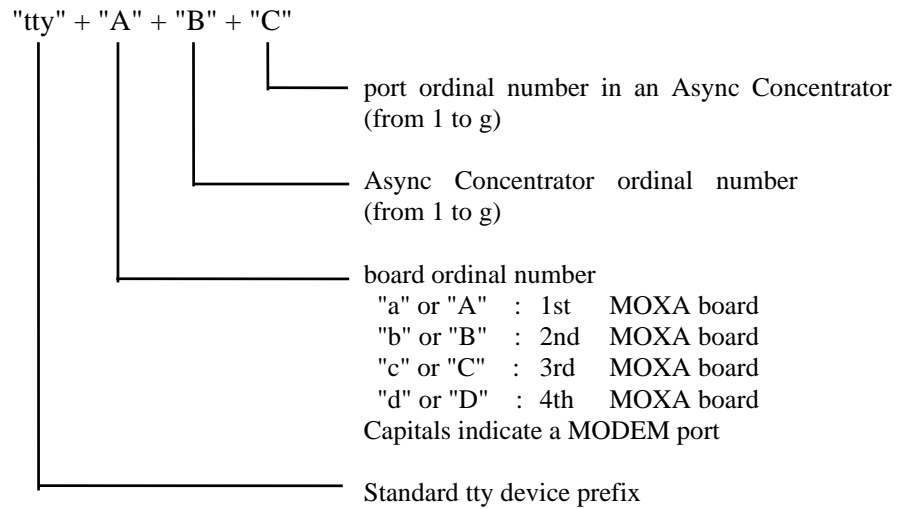 "tty" + "A" + "B" + "C"
port ordinal number in an Async Concentrator
(from 1 to g)
Async Concentrator ordinal number
(from 1 to g)
board ordinal number
"a" or "A" : 1st MOXA board
"b" or "B" : 2nd MOXA board
"c" or "C" : 3rd MOXA board
"d" or "D" : 4th MOXA board
Capitals indicate a MODEM port
Standard tty device prefix